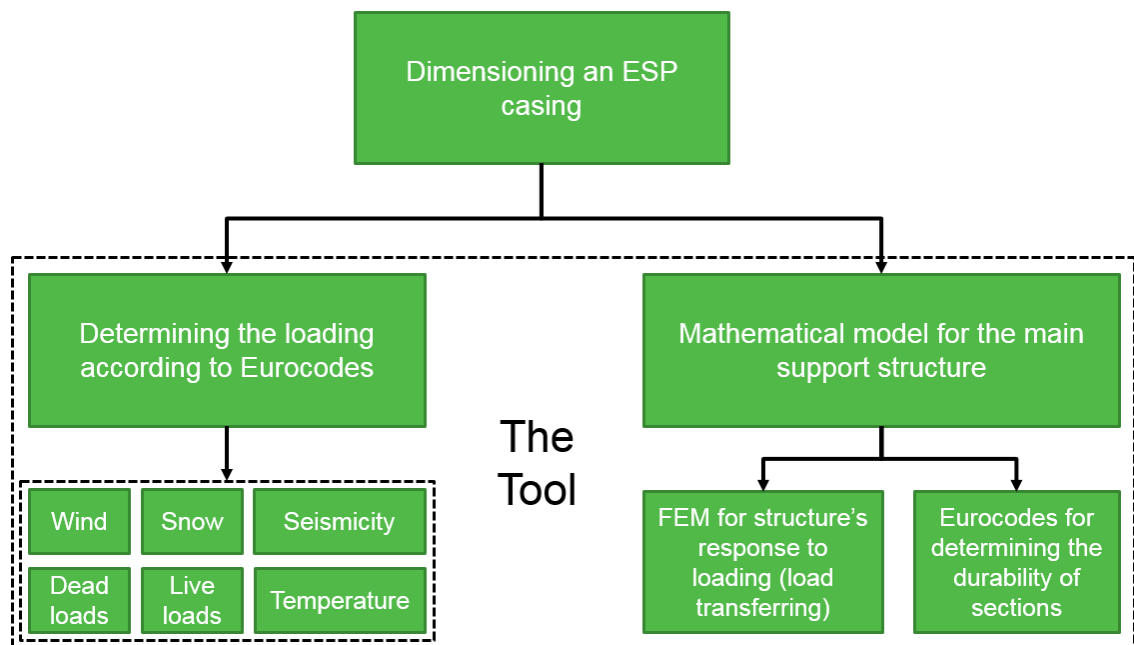 Dimensioning an ESP
casing
Determining the loading
according to Eurocodes
Mathematical model for the main
support structure
The
Tool
Wind
Snow
Seismicity
Dead
loads
Live
loads
Temperature
FEM for structure's
response to
loading (load
transferring)
Eurocodes for
determining the
durability of
sections